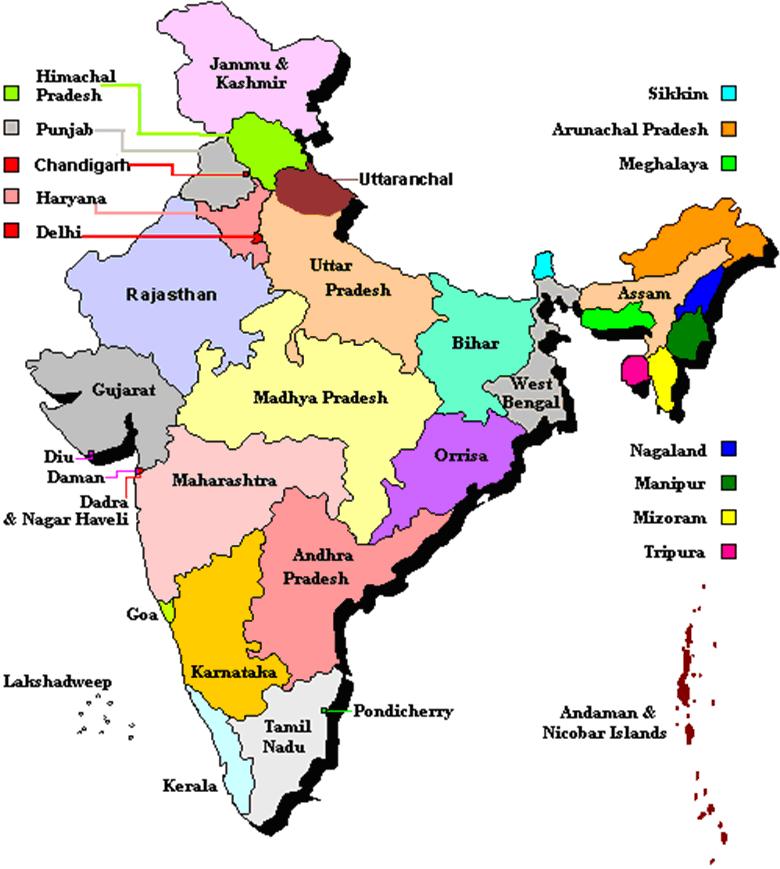 Jammu &
Kashmir
Himachal
Pradesh
Punjab
Chandigarh
Haryana
Delhi
Uttaranchal
Sikkim
Arunachal Pradesh
Meghalaya
Uttar
Pradesh
Rajasthan
Assam
Bihar
Gujarat
Madhya Pradesh
West
Bengal
Diu
Daman
Dadra
& Nagar Haveli
Maharashtra
Orrisa
Nagaland
Manipur
Mizoram
Tripura
Andhra
Pradesh
Goa
Karnataka
Lakshadweep
Pondicherry
Tamil
Nadu
Kerala
Andaman &
Nicobar Islands